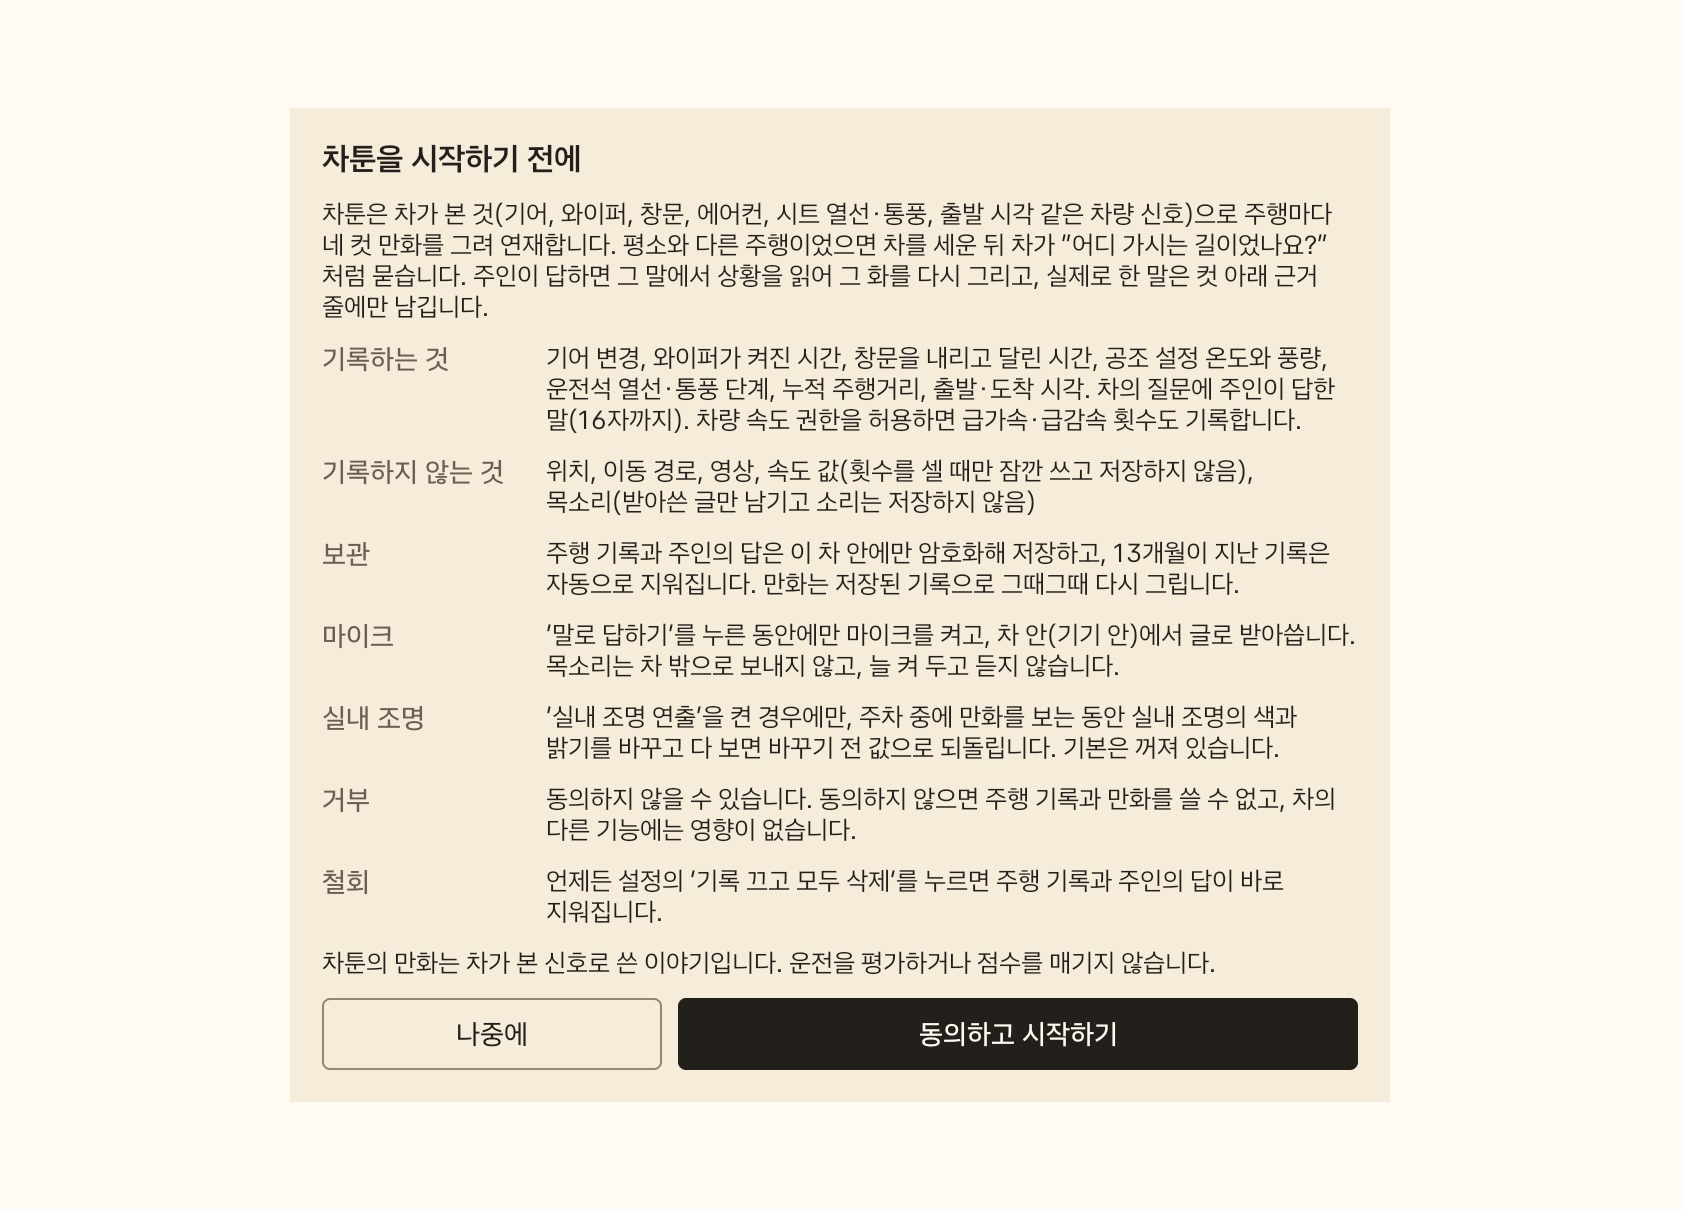 차툰을 시작하기 전에
차툰은 차가 본 것(기어, 와이퍼, 창문, 에어컨, 시트 열선·통풍, 출발 시각 같은 차량 신호)으로 주행마다
네 컷 만화를 그려 연재합니다. 평소와 다른 주행이었으면 차를 세운 뒤 차가 "어디 가시는 길이었나요?"
처럼 묻습니다. 주인이 답하면 그 말에서 상황을 읽어 그 화를 다시 그리고, 실제로 한 말은 컷 아래 근거
줄에만 남깁니다.
기록하는 것
기어 변경, 와이퍼가 켜진 시간, 창문을 내리고 달린 시간, 공조 설정 온도와 풍량,
운전석 열선·통풍 단계, 누적 주행거리, 출발·도착 시각. 차의 질문에 주인이 답한
말(16자까지). 차량 속도 권한을 허용하면 급가속·급감속 횟수도 기록합니다.
기록하지 않는 것
위치, 이동 경로, 영상, 속도 값(횟수를 셀 때만 잠깐 쓰고 저장하지 않음),
목소리(받아쓴 글만 남기고 소리는 저장하지 않음)
보관
주행 기록과 주인의 답은 이 차 안에만 암호화해 저장하고, 13개월이 지난 기록은
자동으로 지워집니다. 만화는 저장된 기록으로 그때그때 다시 그립니다.
마이크
'말로 답하기'를 누른 동안에만 마이크를 켜고, 차 안(기기 안)에서 글로 받아씁니다.
목소리는 차 밖으로 보내지 않고, 늘 켜 두고 듣지 않습니다.
실내 조명
'실내 조명 연출'을 켠 경우에만, 주차 중에 만화를 보는 동안 실내 조명의 색과
밝기를 바꾸고 다 보면 바꾸기 전 값으로 되돌립니다. 기본은 꺼져 있습니다.
거부
동의하지 않을 수 있습니다. 동의하지 않으면 주행 기록과 만화를 쓸 수 없고, 차의
다른 기능에는 영향이 없습니다.
철회
언제든 설정의 '기록 끄고 모두 삭제'를 누르면 주행 기록과 주인의 답이 바로
지워집니다.
차툰의 만화는 차가 본 신호로 쓴 이야기입니다. 운전을 평가하거나 점수를 매기지 않습니다.
나중에
동의하고 시작하기